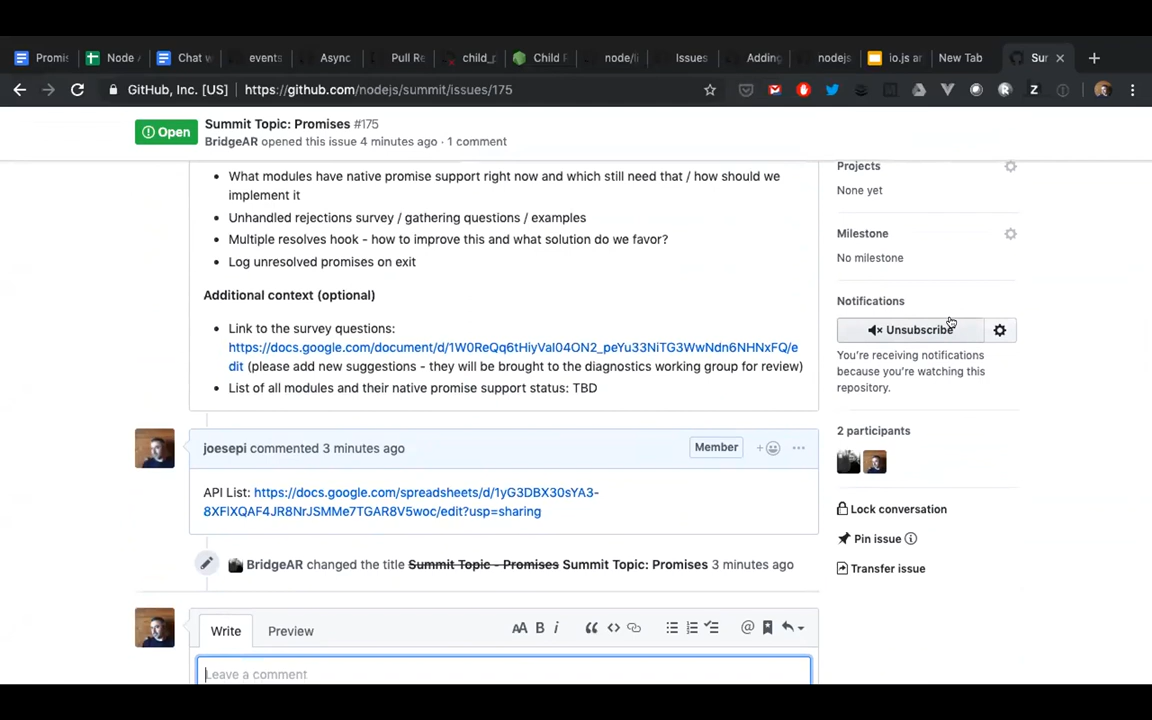 Promis
Node
Chat w
events
Async
Pull Re
child_p
Child P
node/li
Issues
Adding
nodejs
io.js ar
New Tab
Sur
GitHub, Inc. [US]
https://github.com/nodejs/summit/issues/175
Open
Summit Topic: Promises #175
BridgeAR opened this issue 4 minutes ago · 1 comment
• What modules have native promise support right now and which still need that / how should we
implement it
• Unhandled rejections survey / gathering questions / examples
• Multiple resolves hook - how to improve this and what solution do we favor?
• Log unresolved promises on exit
Additional context (optional)
• Link to the survey questions:
https://docs.google.com/document/d/1W0ReQq6tHiyVal04ON2_peYu33NiTG3WwNdn6NHNxFQ/e
dit (please add new suggestions - they will be brought to the diagnostics working group for review)
• List of all modules and their native promise support status: TBD
joesepi commented 3 minutes ago
Member
API List: https://docs.google.com/spreadsheets/d/1yG3DBX30sYA3-
8XFIXQAF4JR8NrJSMMe7TGAR8V5woc/edit?usp=sharing
BridgeAR changed the title Summit Topic - Promises Summit Topic: Promises 3 minutes ago
Write
Preview
Leave a comment
Projects
None yet
Milestone
No milestone
Notifications
Unsubscribe
You're receiving notifications
because you're watching this
repository.
2 participants
Lock conversation
Pin issue
Transfer issue